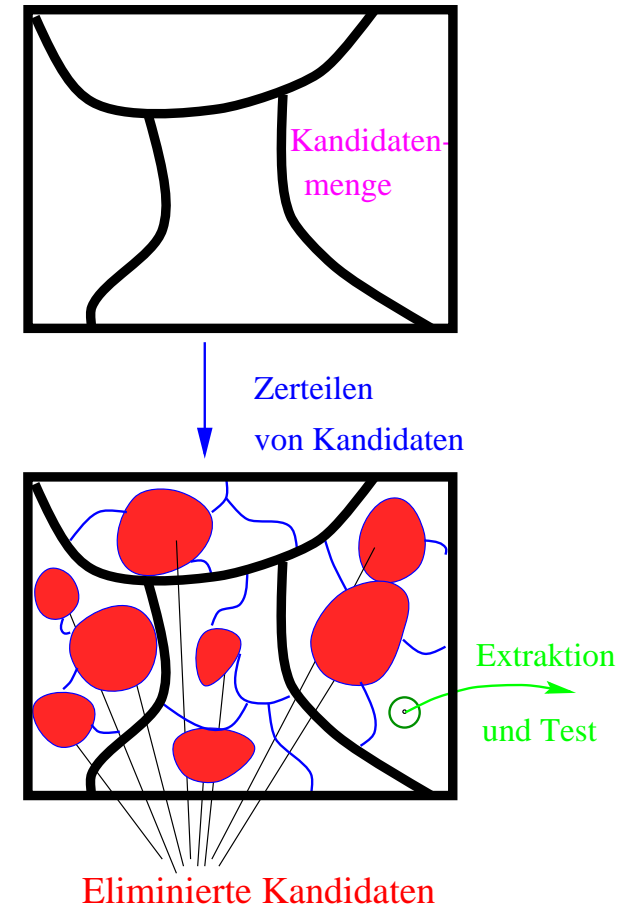 Kandidaten-
menge
Zerteilen
von Kandidaten
Extraktion
und Test
Eliminierte Kandidaten